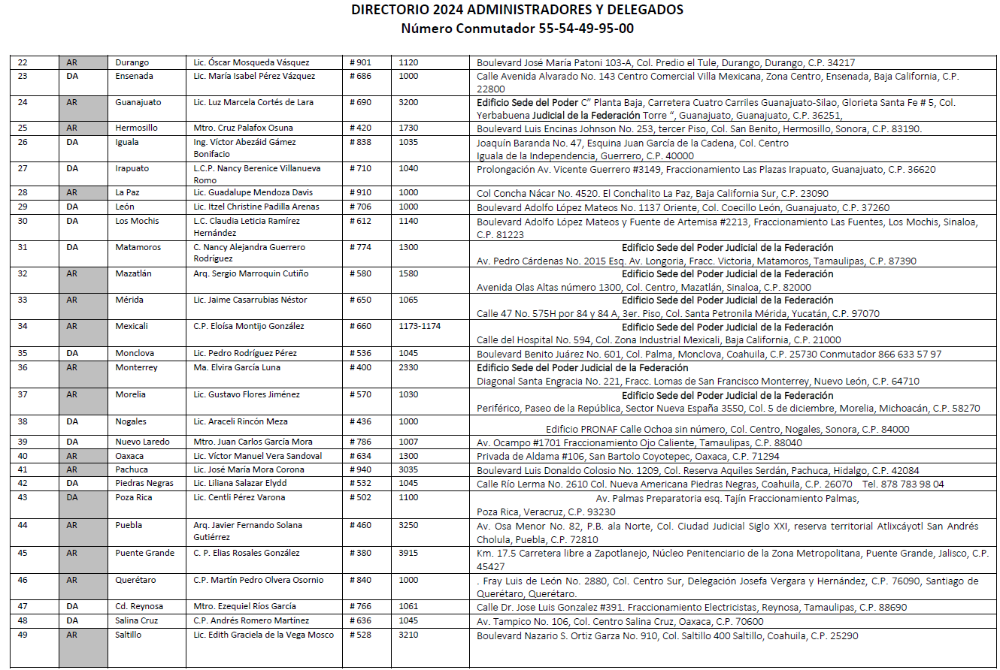 DIRECTORIO 2024 ADMINISTRADORES Y DELEGADOS
Número Conmutador 55-54-49-95-00
22 AR Durango Lic. Óscar Mosqueda Vásquez # 901 1120 Boulevard José María Patoni 103-A, Col. Predio el Tule, Durango, Durango, C.P. 34217
23 DA Ensenada Lic. María Isabel Pérez Vázquez # 686 1000 Calle Avenida Alvarado No. 143 Centro Comercial Villa Mexicana, Zona Centro, Ensenada, Baja California, C.P.
22800
24 AR Guanajuato Lic. Luz Marcela Cortés de Lara # 690 3200 Edificio Sede del Poder C” Planta Baja, Carretera Cuatro Carriles Guanajuato-Silao, Glorieta Santa Fe # 5, Col.
Yerbabuena Judicial de la Federación Torre “, Guanajuato, Guanajuato, C.P. 36251,
25 AR Hermosillo Mtro. Cruz Palafox Osuna # 420 1730 Boulevard Luis Encinas Johnson No. 253, tercer Piso, Col. San Benito, Hermosillo, Sonora, C.P. 83190.
26 DA Iguala Ing. Víctor Abezáid Gámez # 838 1035 Joaquín Baranda No. 47, Esquina Juan García de la Cadena, Col. Centro
Bonifacio Iguala de la Independencia, Guerrero, C.P. 40000
27 DA Irapuato L.C.P. Nancy Berenice Villanueva # 710 1040 Prolongación Av. Vicente Guerrero #3149, Fraccionamiento Las Plazas Irapuato, Guanajuato, C.P. 36620
Romo
28 AR La Paz Lic. Guadalupe Mendoza Davis # 910 1000 Col Concha Nácar No. 4520. El Conchalito La Paz, Baja California Sur, C.P. 23090
29 DA León Lic. Itzel Christine Padilla Arenas # 706 1000 Boulevard Adolfo López Mateos No. 1137 Oriente, Col. Coecillo León, Guanajuato, C.P. 37260
30 DA Los Mochis L.C. Claudia Leticia Ramírez # 612 1140 Boulevard Adolfo López Mateos y Fuente de Artemisa #2213, Fraccionamiento Las Fuentes, Los Mochis, Sinaloa,
Hernández C.P. 81223
31 DA Matamoros C. Nancy Alejandra Guerrero # 774 1300 Edificio Sede del Poder Judicial de la Federación
Rodríguez Av. Pedro Cárdenas No. 2015 Esq. Av. Longoria, Fracc. Victoria, Matamoros, Tamaulipas, C.P. 87390
32 AR Mazatlán Arq. Sergio Marroquin Cutiño # 580 1580 Edificio Sede del Poder Judicial de la Federación
Avenida Olas Altas número 1300, Col. Centro, Mazatlán, Sinaloa, C.P. 82000
33 AR Mérida Lic. Jaime Casarrubias Néstor # 650 1065 Edificio Sede del Poder Judicial de la Federación
Calle 47 No. 575H por 84 y 84 A, 3er. Piso, Col. Santa Petronila Mérida, Yucatán, C.P. 97070
34 AR Mexicali C.P. Eloísa Montijo González # 660 1173-1174 Edificio Sede del Poder Judicial de la Federación
Calle del Hospital No. 594, Col. Zona Industrial Mexicali, Baja California, C.P. 21000
35 DA Monclova Lic. Pedro Rodríguez Pérez # 536 1045 Boulevard Benito Juárez No. 601, Col. Palma, Monclova, Coahuila, C.P. 25730 Conmutador 866 633 57 97
36 AR Monterrey Ma. Elvira García Luna # 400 2330 Edificio Sede del Poder Judicial de la Federación
Diagonal Santa Engracia No. 221, Fracc. Lomas de San Francisco Monterrey, Nuevo León, C.P. 64710
37 AR Morelia Lic. Gustavo Flores Jiménez # 570 1030 Edificio Sede del Poder Judicial de la Federación
Periférico, Paseo de la República, Sector Nueva España 3550, Col. 5 de diciembre, Morelia, Michoacán, C.P. 58270
38 DA Nogales Lic. Araceli Rincón Meza # 436 1000 Edificio PRONAF Calle Ochoa sin número, Col. Centro, Nogales, Sonora, C.P. 84000
39 DA Nuevo Laredo Mtro. Juan Carlos García Mora # 786 1007 Av. Ocampo #1701 Fraccionamiento Ojo Caliente, Tamaulipas, C.P. 88040
40 AR Oaxaca Lic. Víctor Manuel Vera Sandoval # 634 1300 Privada de Aldama #106, San Bartolo Coyotepec, Oaxaca, C.P. 71294
41 AR Pachuca Lic. José María Mora Corona # 940 3035 Boulevard Luis Donaldo Colosio No. 1209, Col. Reserva Aquiles Serdán, Pachuca, Hidalgo, C.P. 42084
42 DA Piedras Negras Lic. Liliana Salazar Elydd # 532 1045 Calle Río Lerma No. 2610 Col. Nueva Americana Piedras Negras, Coahuila, C.P. 26070 Tel. 878 783 98 04
43 DA Poza Rica Lic. Centli Pérez Varona # 502 1100 Av. Palmas Preparatoria esq. Tajín Fraccionamiento Palmas,
Poza Rica, Veracruz, C.P. 93230
44 AR Puebla Arq. Javier Fernando Solana # 460 3250 Av. Osa Menor No. 82, P.B. ala Norte, Col. Ciudad Judicial Siglo XXI, reserva territorial Atlixcáyotl San Andrés
Gutiérrez Cholula, Puebla, C.P. 72810
45 AR Puente Grande C. P. Elias Rosales González # 380 3915 Km. 17.5 Carretera libre a Zapotlanejo, Núcleo Penitenciario de la Zona Metropolitana, Puente Grande, Jalisco, C.P.
45427
46 AR Querétaro C.P. Martín Pedro Olvera Osornio # 840 1000 . Fray Luis de León No. 2880, Col. Centro Sur, Delegación Josefa Vergara y Hernández, C.P. 76090, Santiago de
Querétaro, Querétaro.
47 DA Cd. Reynosa Mtro. Ezequiel Ríos García # 766 1061 Calle Dr. Jose Luis Gonzalez #391. Fraccionamiento Electricistas, Reynosa, Tamaulipas, C.P. 88690
48 DA Salina Cruz C.P. Andrés Romero Martínez # 636 1045 Av. Tampico No. 106, Col. Centro Salina Cruz, Oaxaca, C.P. 70600
49 AR Saltillo Lic. Edith Graciela de la Vega Mosco # 528 3210 Boulevard Nazario S. Ortiz Garza No. 910, Col. Saltillo 400 Saltillo, Coahuila, C.P. 25290